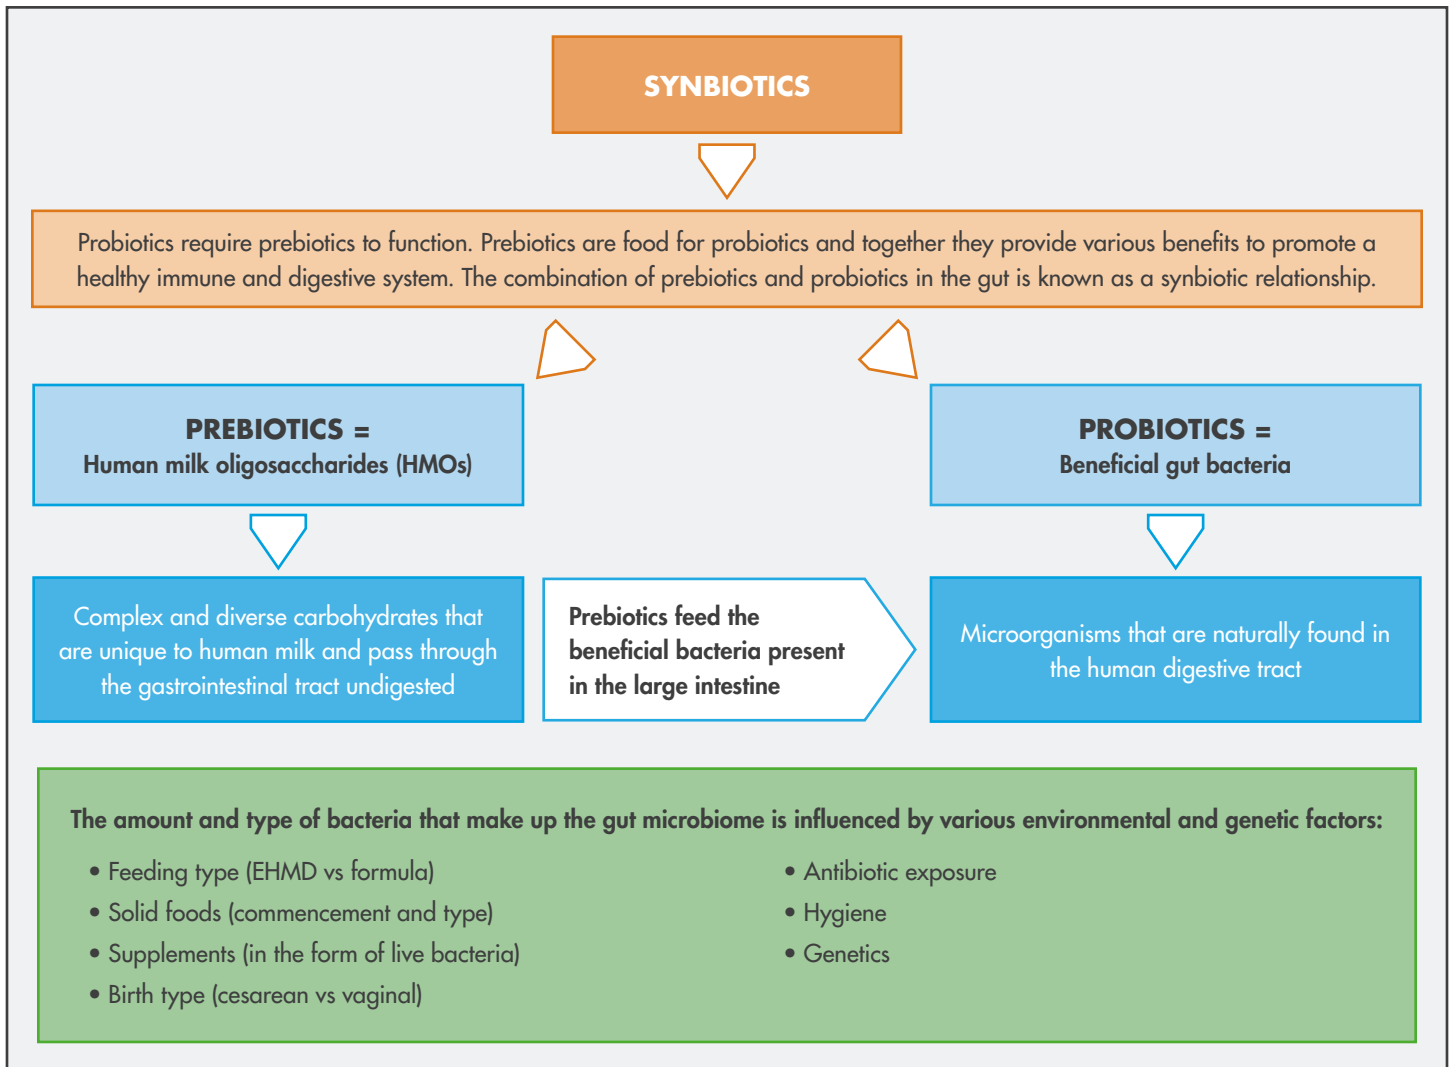 SYNBIOTICS
Probiotics require prebiotics to function. Prebiotics are food for probiotics and together they provide various benefits to promote a
healthy immune and digestive system. The combination of prebiotics and probiotics in the gut is known as a synbiotic relationship.
PREBIOTICS =
Human milk oligosaccharides (HMOs)
PROBIOTICS =
Beneficial gut bacteria
Complex and diverse carbohydrates that
are unique to human milk and pass through
the gastrointestinal tract undigested
Prebiotics feed the
beneficial bacteria present
in the large intestine
Microorganisms that are naturally found in
the human digestive tract
The amount and type of bacteria that make up the gut microbiome is influenced by various environmental and genetic factors:
• Feeding type (EHMD vs formula)
• Solid foods (commencement and type)
• Supplements (in the form of live bacteria)
• Birth type (cesarean vs vaginal)
• Antibiotic exposure
• Hygiene
• Genetics